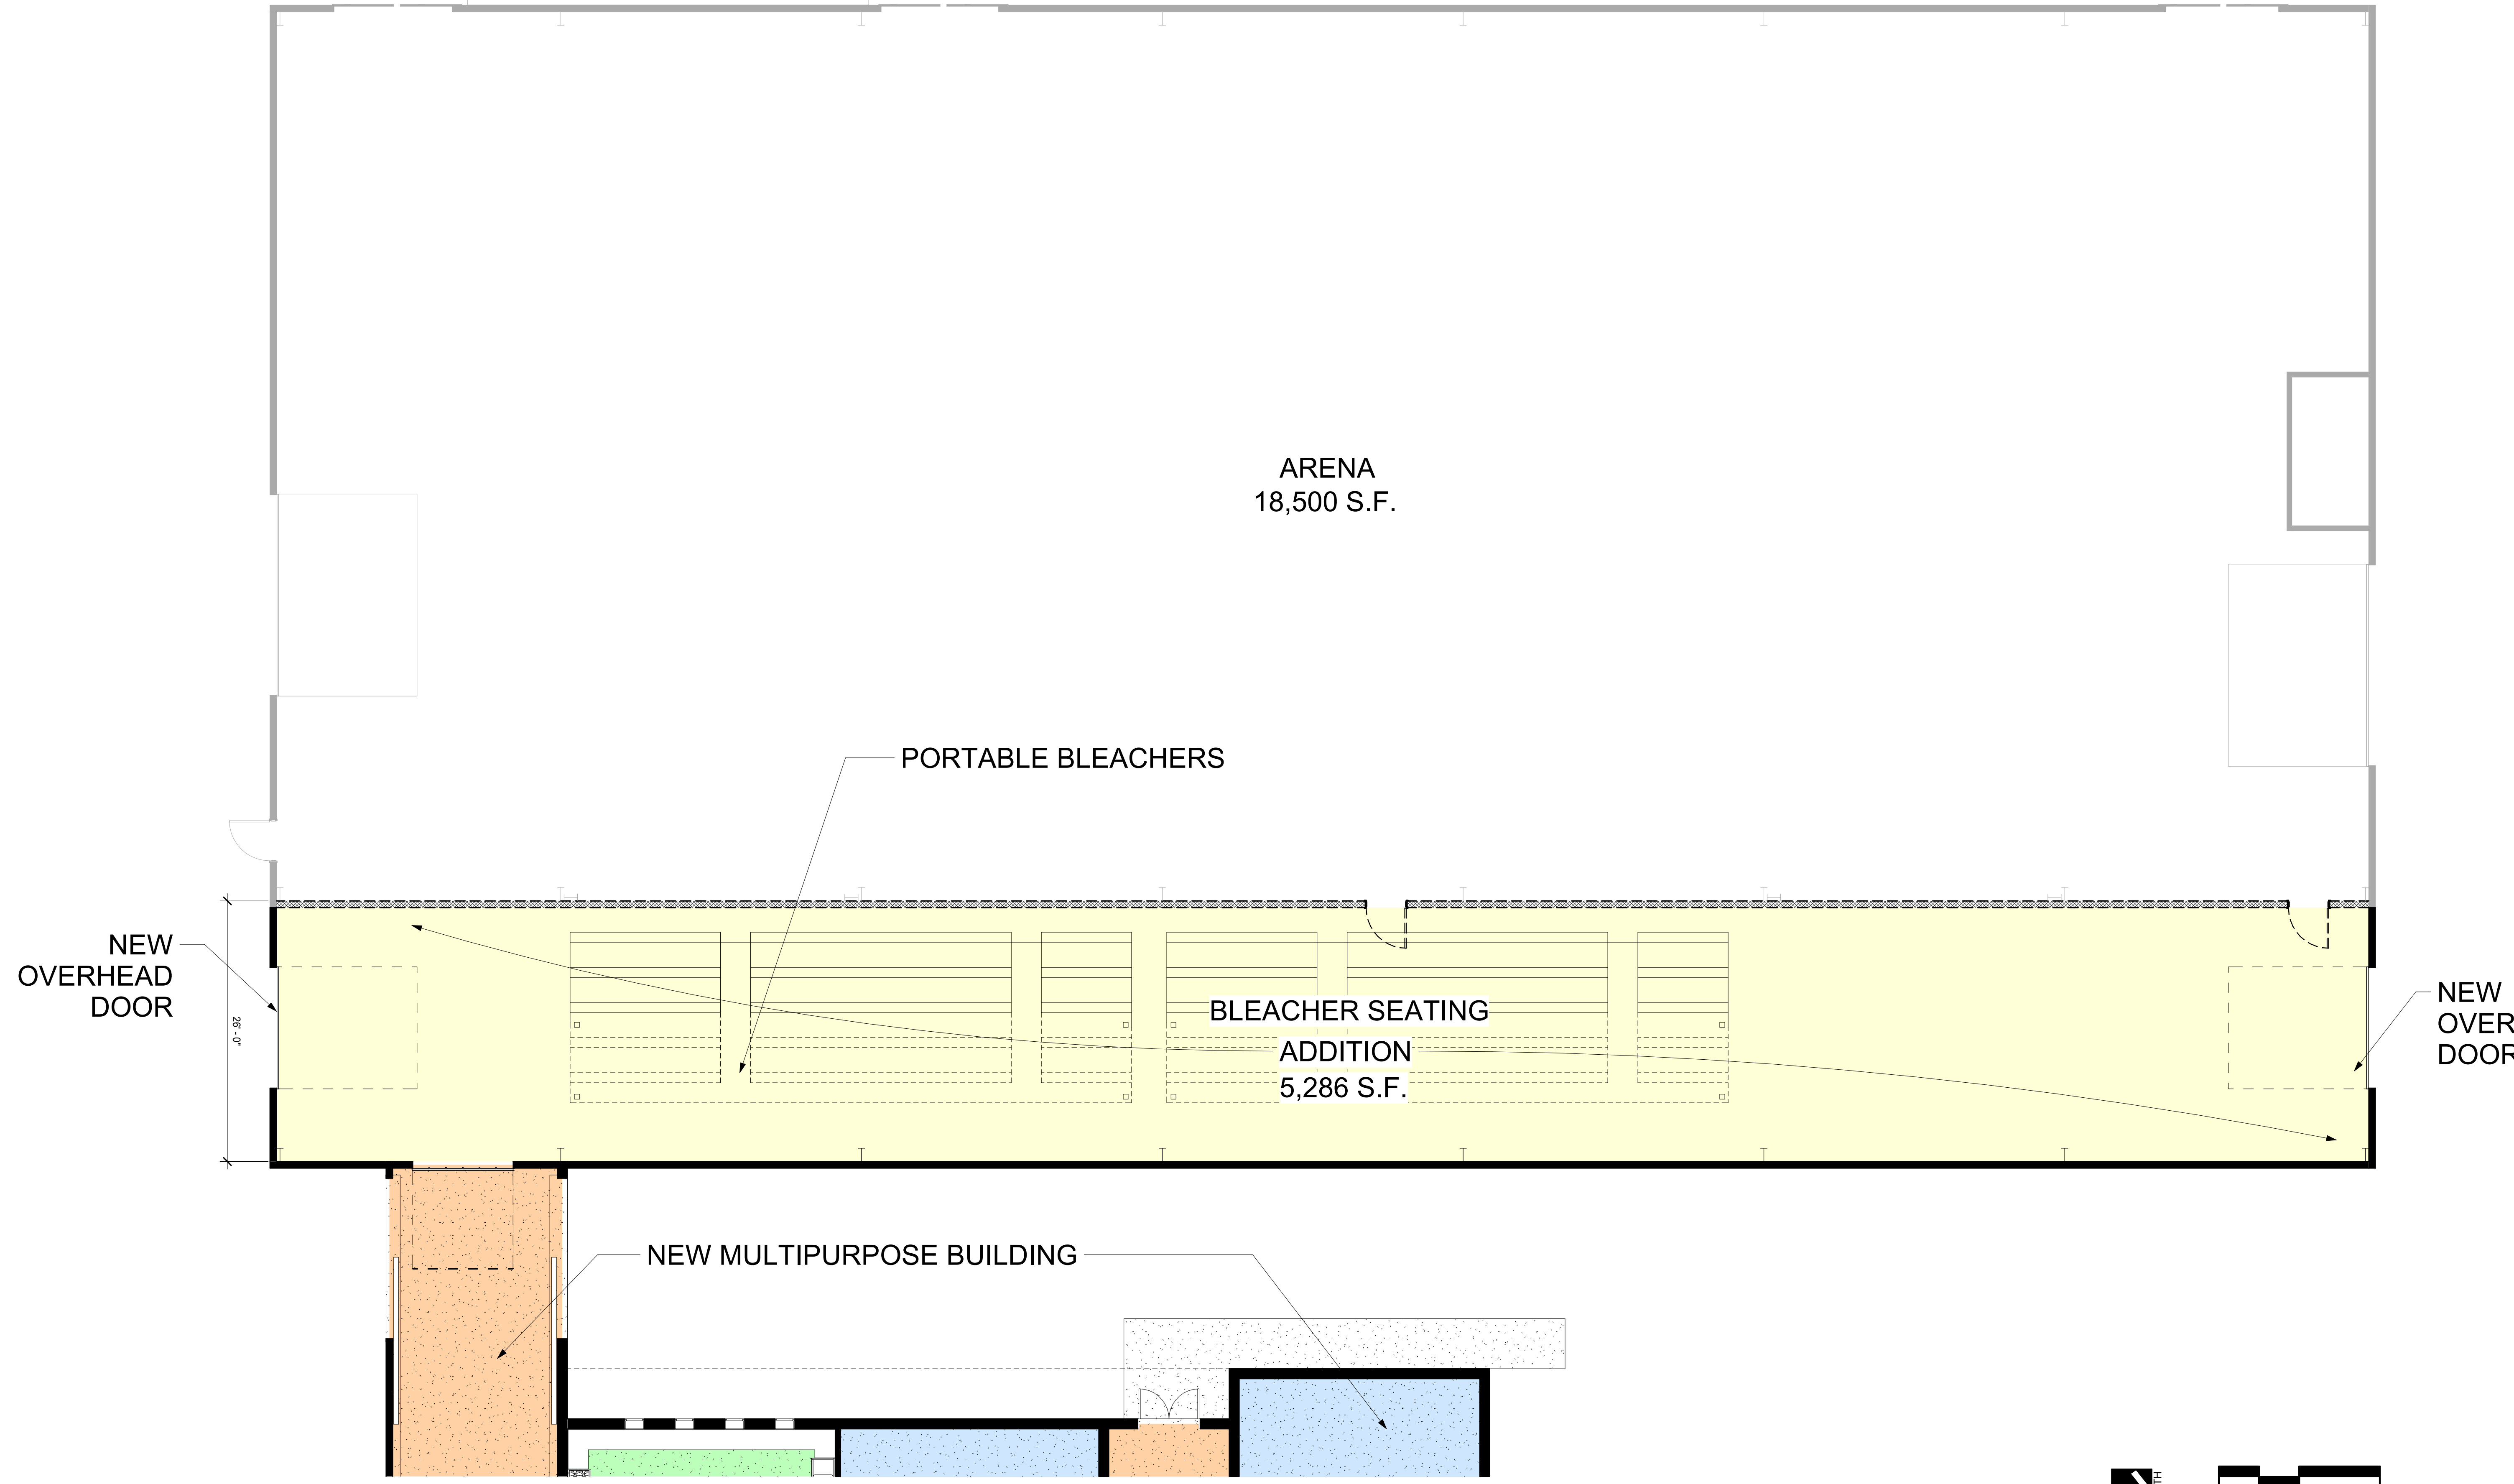 ARENA
18,500 S.F.
PORTABLE BLEACHERS
NEW
OVERHEAD
DOOR
26' - 0"
BLEACHER SEATING
ADDITION
5,286 S.F.
NEW
OVER
DOOR
NEW MULTIPURPOSE BUILDING
TH